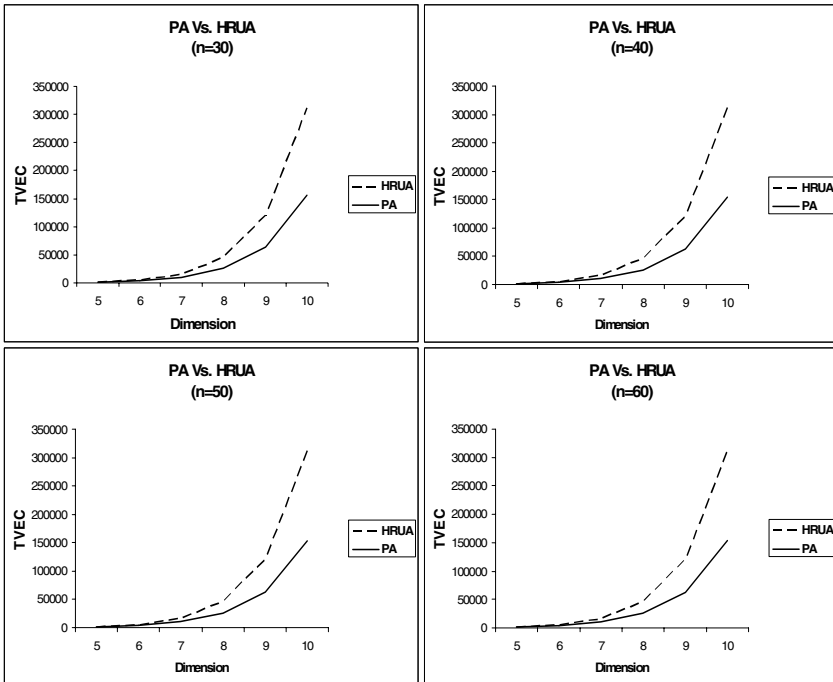 PA Vs. HRUA
(n=30)
350000
300000
250000
200000
150000
100000
50000
0
TVEC
5 6 7 8 9 10
Dimension
HRUA
PA
PA Vs. HRUA
(n=40)
350000
300000
250000
200000
150000
100000
50000
0
TVEC
5 6 7 8 9 10
Dimension
HRUA
PA
PA Vs. HRUA
(n=50)
350000
300000
250000
200000
150000
100000
50000
0
TVEC
5 6 7 8 9 10
Dimension
HRUA
PA
PA Vs. HRUA
(n=60)
350000
300000
250000
200000
150000
100000
50000
0
TVEC
5 6 7 8 9 10
Dimension
HRUA
PA